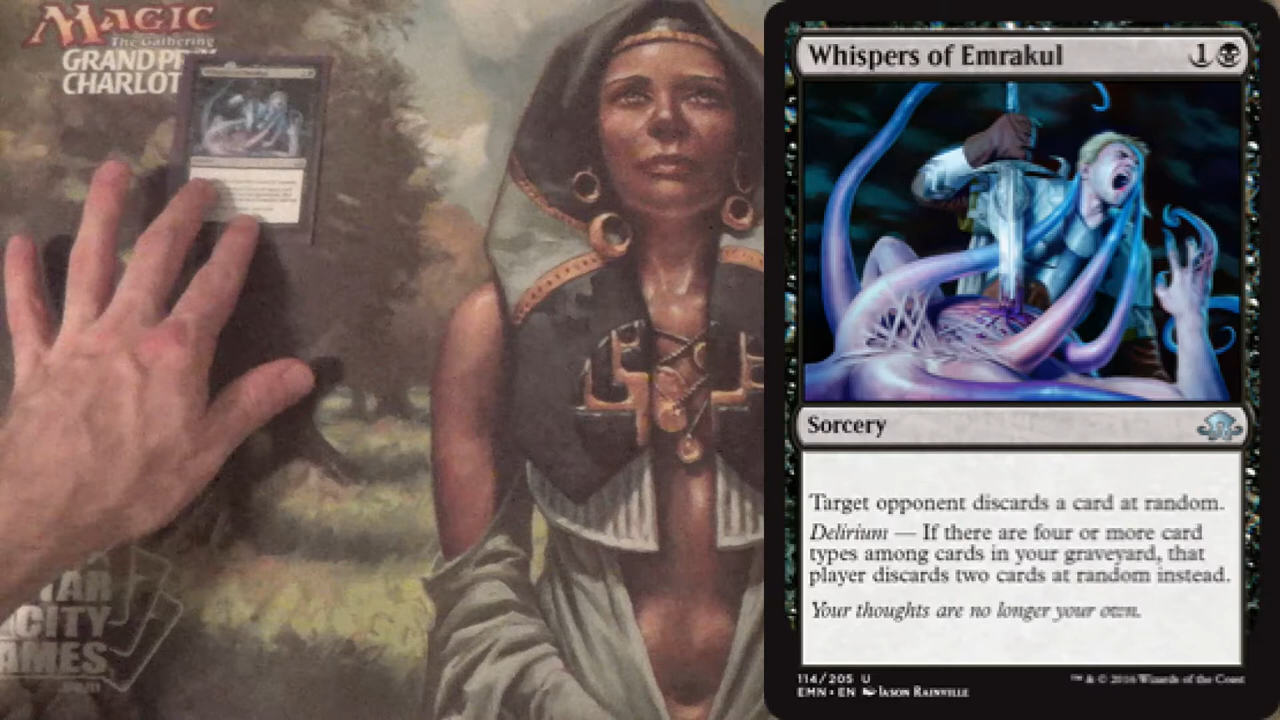 MAGIC
The Gathering
GRAND PR
CHARLOT
TAR
CITY
AMES
Whispers of Emrakul 1
Sorcery
Target opponent discards a card at random.
Delirium — If there are four or more card
types among cards in your graveyard, that
player discards two cards at random instead.
Your thoughts are no longer your own.
114/205 U
EMN • EN Jason Rainville
™ & © 2016 Wizards of the Coast